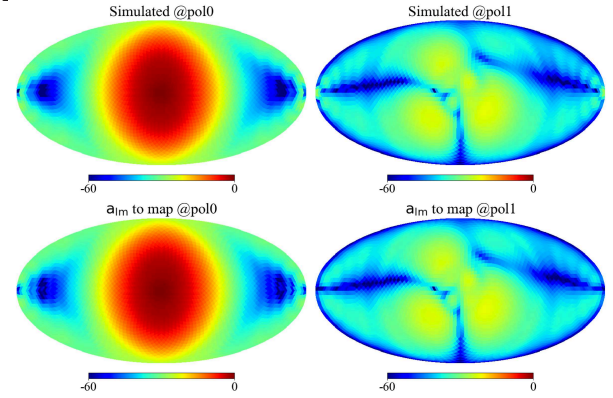 Simulated @pol0
Simulated @pol1
-60 0
-60 0
alm to map @pol0
alm to map @pol1
-60 0
-60 0